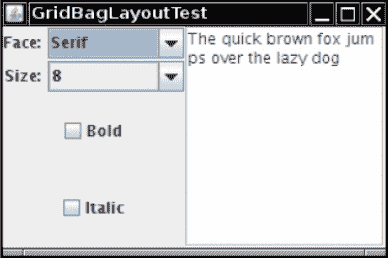 GridBagLayoutTest
Face: Serif
Size: 8
Bold
Italic
The quick brown fox jum
ps over the lazy dog